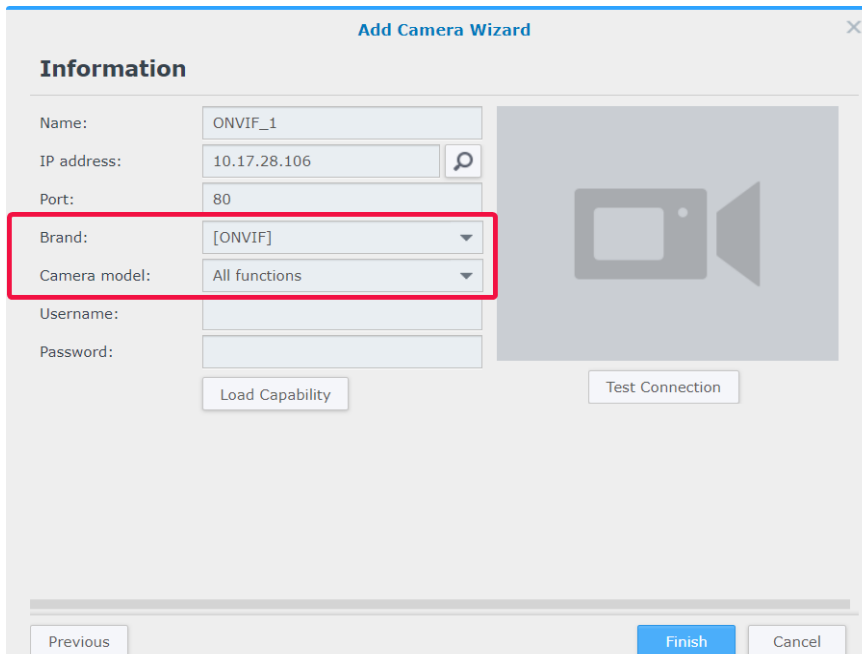 Add Camera Wizard
Information
Name: ONVIF_1
IP address: 10.17.28.106
Port: 80
Brand: [ONVIF]
Camera model: All functions
Username:
Password:
Load Capability
Test Connection
Previous Finish Cancel